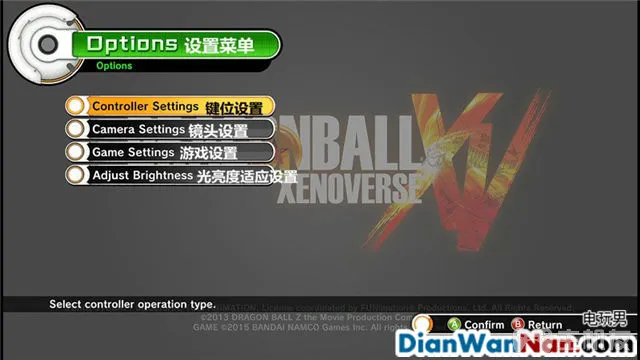 Options 设置菜单
Options
Controller Settings 键位设置
Camera Settings 镜头设置
Game Settings 游戏设置
Adjust Brightness 光亮度适应设置
NBALL
XENOVERSE
XV
Select controller operation type.
©2013 DRAGON BALL Z the Movie Production Com
GAME ©2015 BANDAI NAMCO Games Inc. All rights
A Confirm B Return
电玩男
DianWanNan.com